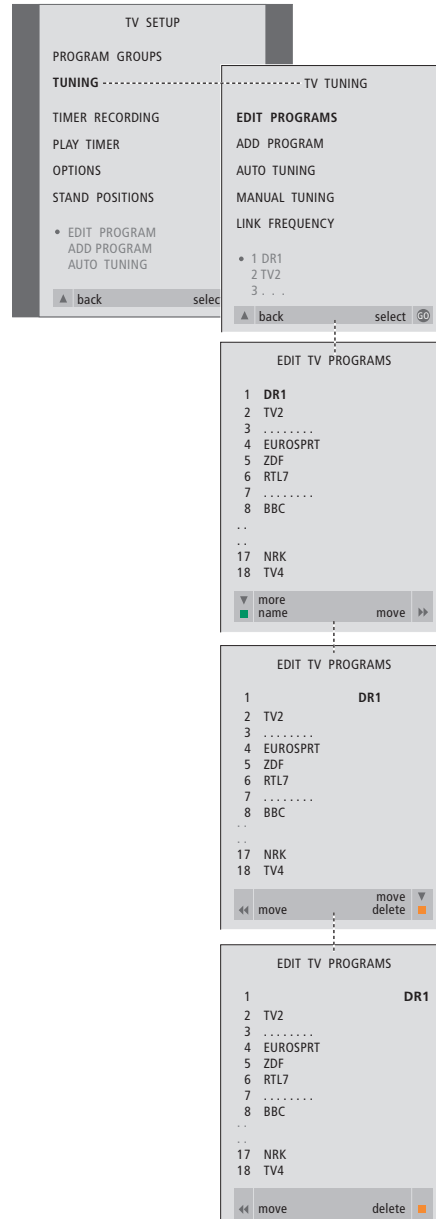 TV SETUP
PROGRAM GROUPS
TUNING
TIMER RECORDING
PLAY TIMER
OPTIONS
STAND POSITIONS
• EDIT PROGRAM
ADD PROGRAM
AUTO TUNING
▲ back selec
TV TUNING
EDIT PROGRAMS
ADD PROGRAM
AUTO TUNING
MANUAL TUNING
LINK FREQUENCY
• 1 DR1
2 TV2
3 . . .
▲ back select GO
EDIT TV PROGRAMS
1 DR1
2 TV2
3 . . . . . . . .
4 EUROSPRT
5 ZDF
6 RTL7
7 . . . . . . . .
8 BBC
. .
. .
17 NRK
18 TV4
▼ more
name move
EDIT TV PROGRAMS
1 DR1
2 TV2
3 . . . . . . . .
4 EUROSPRT
5 ZDF
6 RTL7
7 . . . . . . . .
8 BBC
. .
. .
17 NRK
18 TV4
move ▼
move delete
EDIT TV PROGRAMS
1 DR1
2 TV2
3 . . . . . . . .
4 EUROSPRT
5 ZDF
6 RTL7
7 . . . . . . . .
8 BBC
. .
. .
17 NRK
18 TV4
move delete